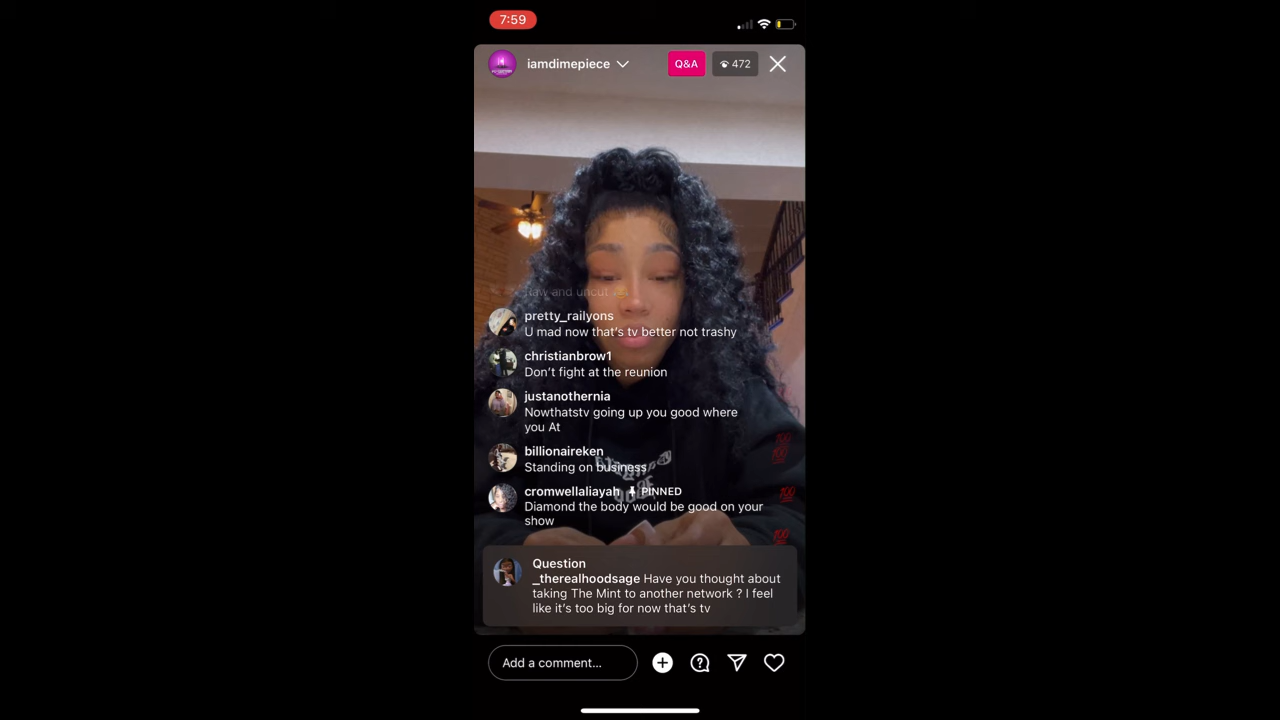 7:59
iamdimepiece
Q&A
472
Raw and uncut
pretty_railyons
U mad now that's tv better not trashy
christianbrow1
Don't fight at the reunion
justanothernia
Nowthatstv going up you good where
you At
billionaireken
Standing on business
cromwellaliayah PINNED
Diamond the body would be good on your
show
Question
_therealhoodsage Have you thought about
taking The Mint to another network ? I feel
like it's too big for now that's tv
Add a comment...